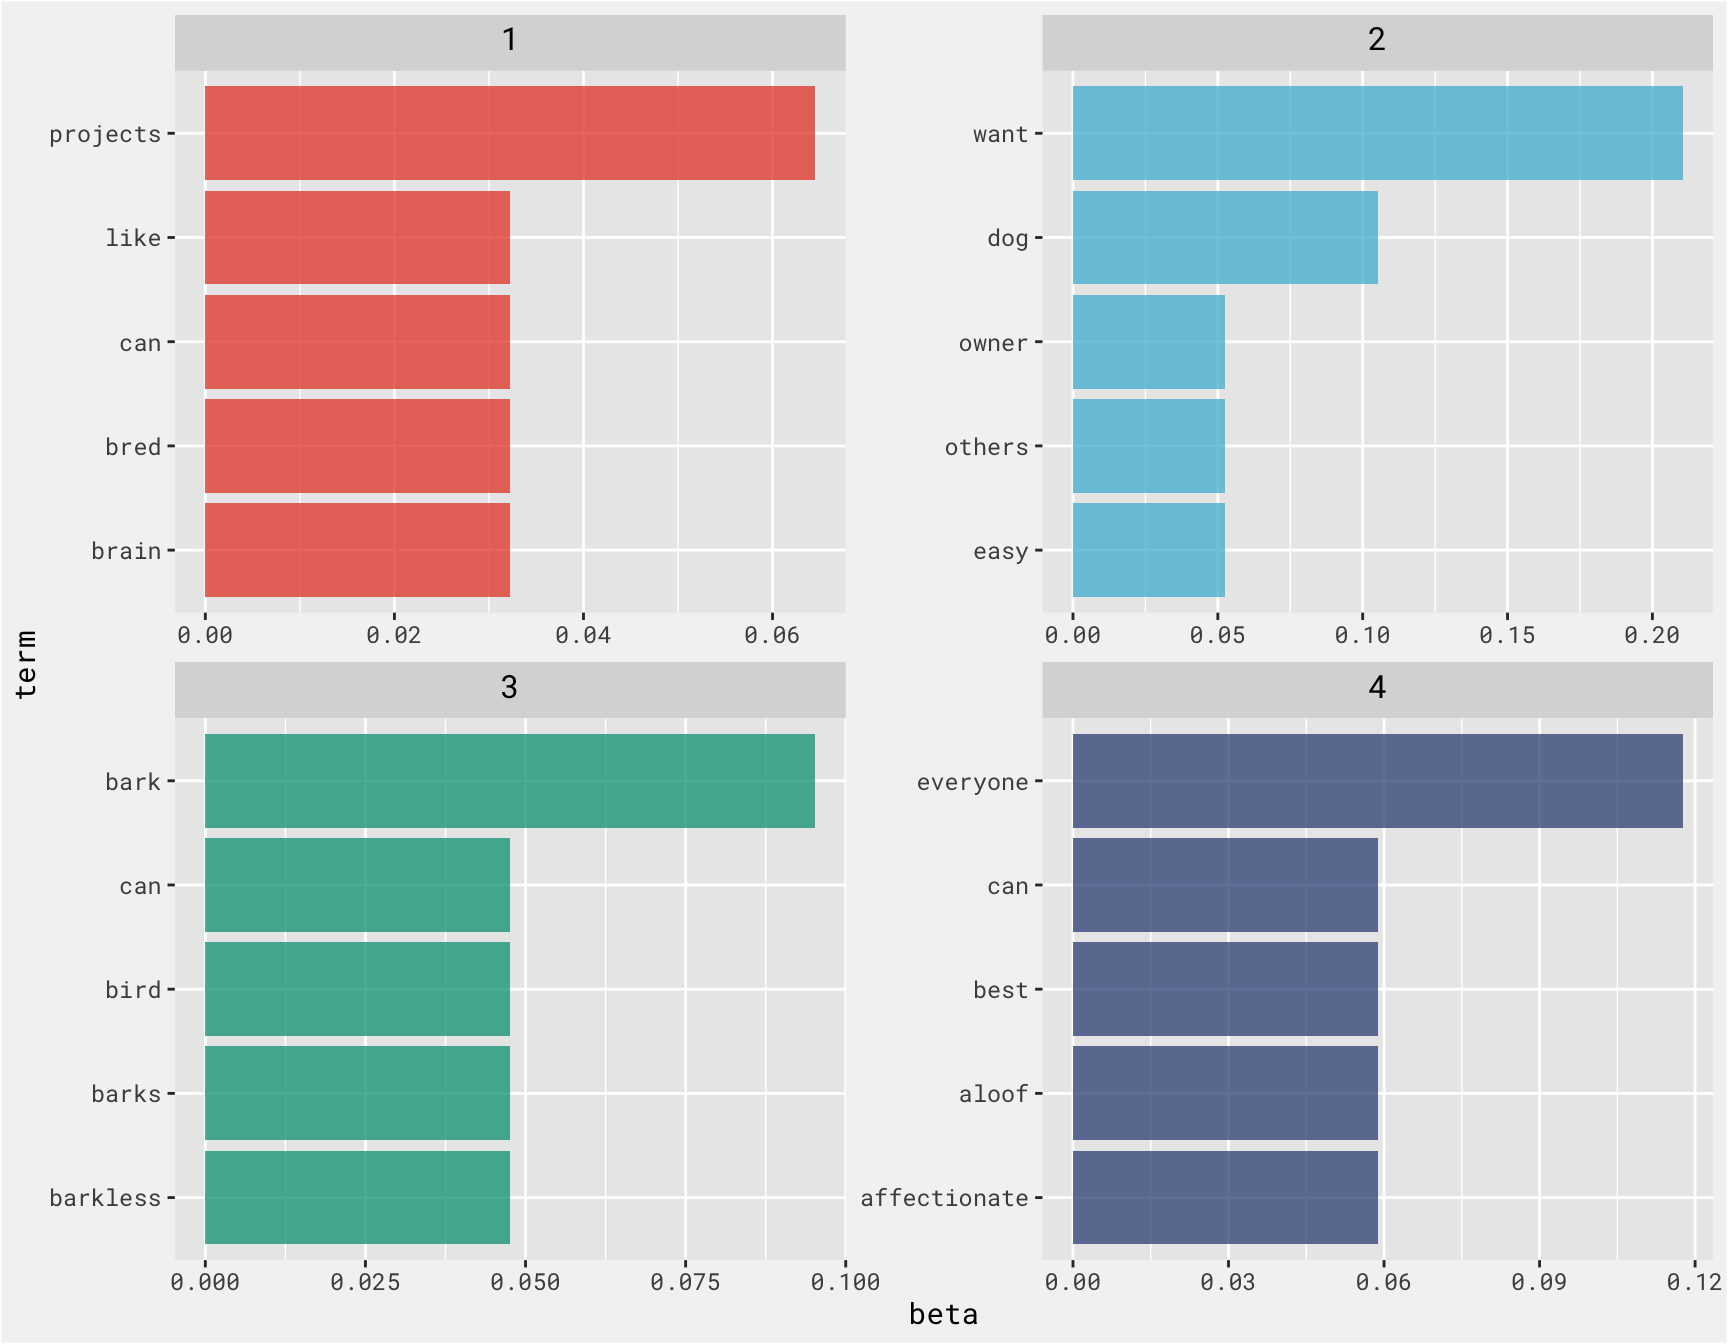 1
projects
like
can
bred
brain
0.00 0.02 0.04 0.06
2
want
dog
owner
others
easy
0.00 0.05 0.10 0.15 0.20
term
3
bark
can
bird
barks
barkless
0.000 0.025 0.050 0.075 0.100
4
everyone
can
best
aloof
affectionate
0.00 0.03 0.06 0.09 0.12
beta